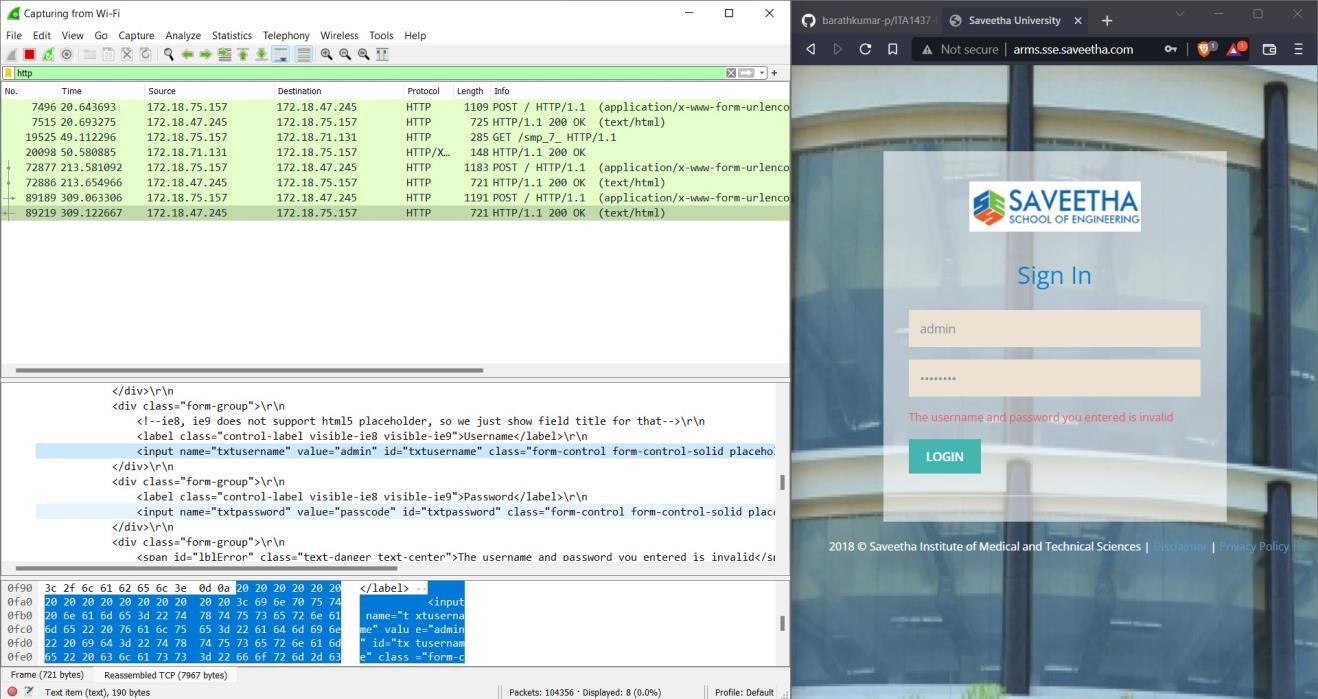 Capturing from Wi-Fi
File Edit View Go Capture Analyze Statistics Telephony Wireless Tools Help
http
No. Time Source Destination Protocol Length Info
7496 20.643693 172.18.75.157 172.18.47.245 HTTP 1109 POST / HTTP/1.1 (application/x-www-form-urlenco
7515 20.693275 172.18.47.245 172.18.75.157 HTTP 725 HTTP/1.1 200 OK (text/html)
19525 49.112296 172.18.75.157 172.18.71.131 HTTP 285 GET /smp_7_ HTTP/1.1
20098 50.580885 172.18.71.131 172.18.75.157 HTTP/X… 148 HTTP/1.1 200 OK
72877 213.581092 172.18.75.157 172.18.47.245 HTTP 1183 POST / HTTP/1.1 (application/x-www-form-urlenco
72886 213.654966 172.18.47.245 172.18.75.157 HTTP 721 HTTP/1.1 200 OK (text/html)
89189 309.063306 172.18.75.157 172.18.47.245 HTTP 1191 POST / HTTP/1.1 (application/x-www-form-urlenco
89219 309.122667 172.18.47.245 172.18.75.157 HTTP 721 HTTP/1.1 200 OK (text/html)
</div>\r\n
<div class="form-group">\r\n
<!--ie8, ie9 does not support html5 placeholder, so we just show field title for that-->\r\n
<label class="control-label visible-ie8 visible-ie9">Username</label>\r\n
<input name="txtusername" value="admin" id="txtusername" class="form-control form-control-solid placehol
</div>\r\n
<div class="form-group">\r\n
<label class="control-label visible-ie8 visible-ie9">Password</label>\r\n
<input name="txtpassword" value="passcode" id="txtpassword" class="form-control form-control-solid place
</div>\r\n
<div class="form-group">\r\n
<span id="lblError" class="text-danger text-center">The username and password you entered is invalid</s
0f90 3c 2f 6c 61 62 65 6c 3e 0d 0a 20 20 20 20 20 20 </label> ··
0fa0 20 20 20 20 20 20 20 20 20 20 3c 69 6e 70 75 74 <input
0fb0 20 6e 61 6d 65 3d 22 74 78 74 75 73 65 72 6e 61 name="t xtuserna
0fc0 6d 65 22 20 76 61 6c 75 65 3d 22 61 64 6d 69 6e me" valu e="admin
0fd0 22 20 69 64 3d 22 74 78 74 75 73 65 72 6e 61 6d " id="tx tusernam
0fe0 65 22 20 63 6c 61 73 73 3d 22 66 6f 72 6d 2d 63 e" class ="form-c
Frame (721 bytes) Reassembled TCP (7967 bytes)
Text item (text), 190 bytes Packets: 104356 · Displayed: 8 (0.0%) Profile: Default
barathkumar-p/ITA1437- Saveetha University
Not secure arms.sse.saveetha.com
SAVEETHA
SCHOOL OF ENGINEERING
Sign In
admin
••••••••
The username and password you entered is invalid
LOGIN
2018 © Saveetha Institute of Medical and Technical Sciences | Disclaimer | Privacy Policy